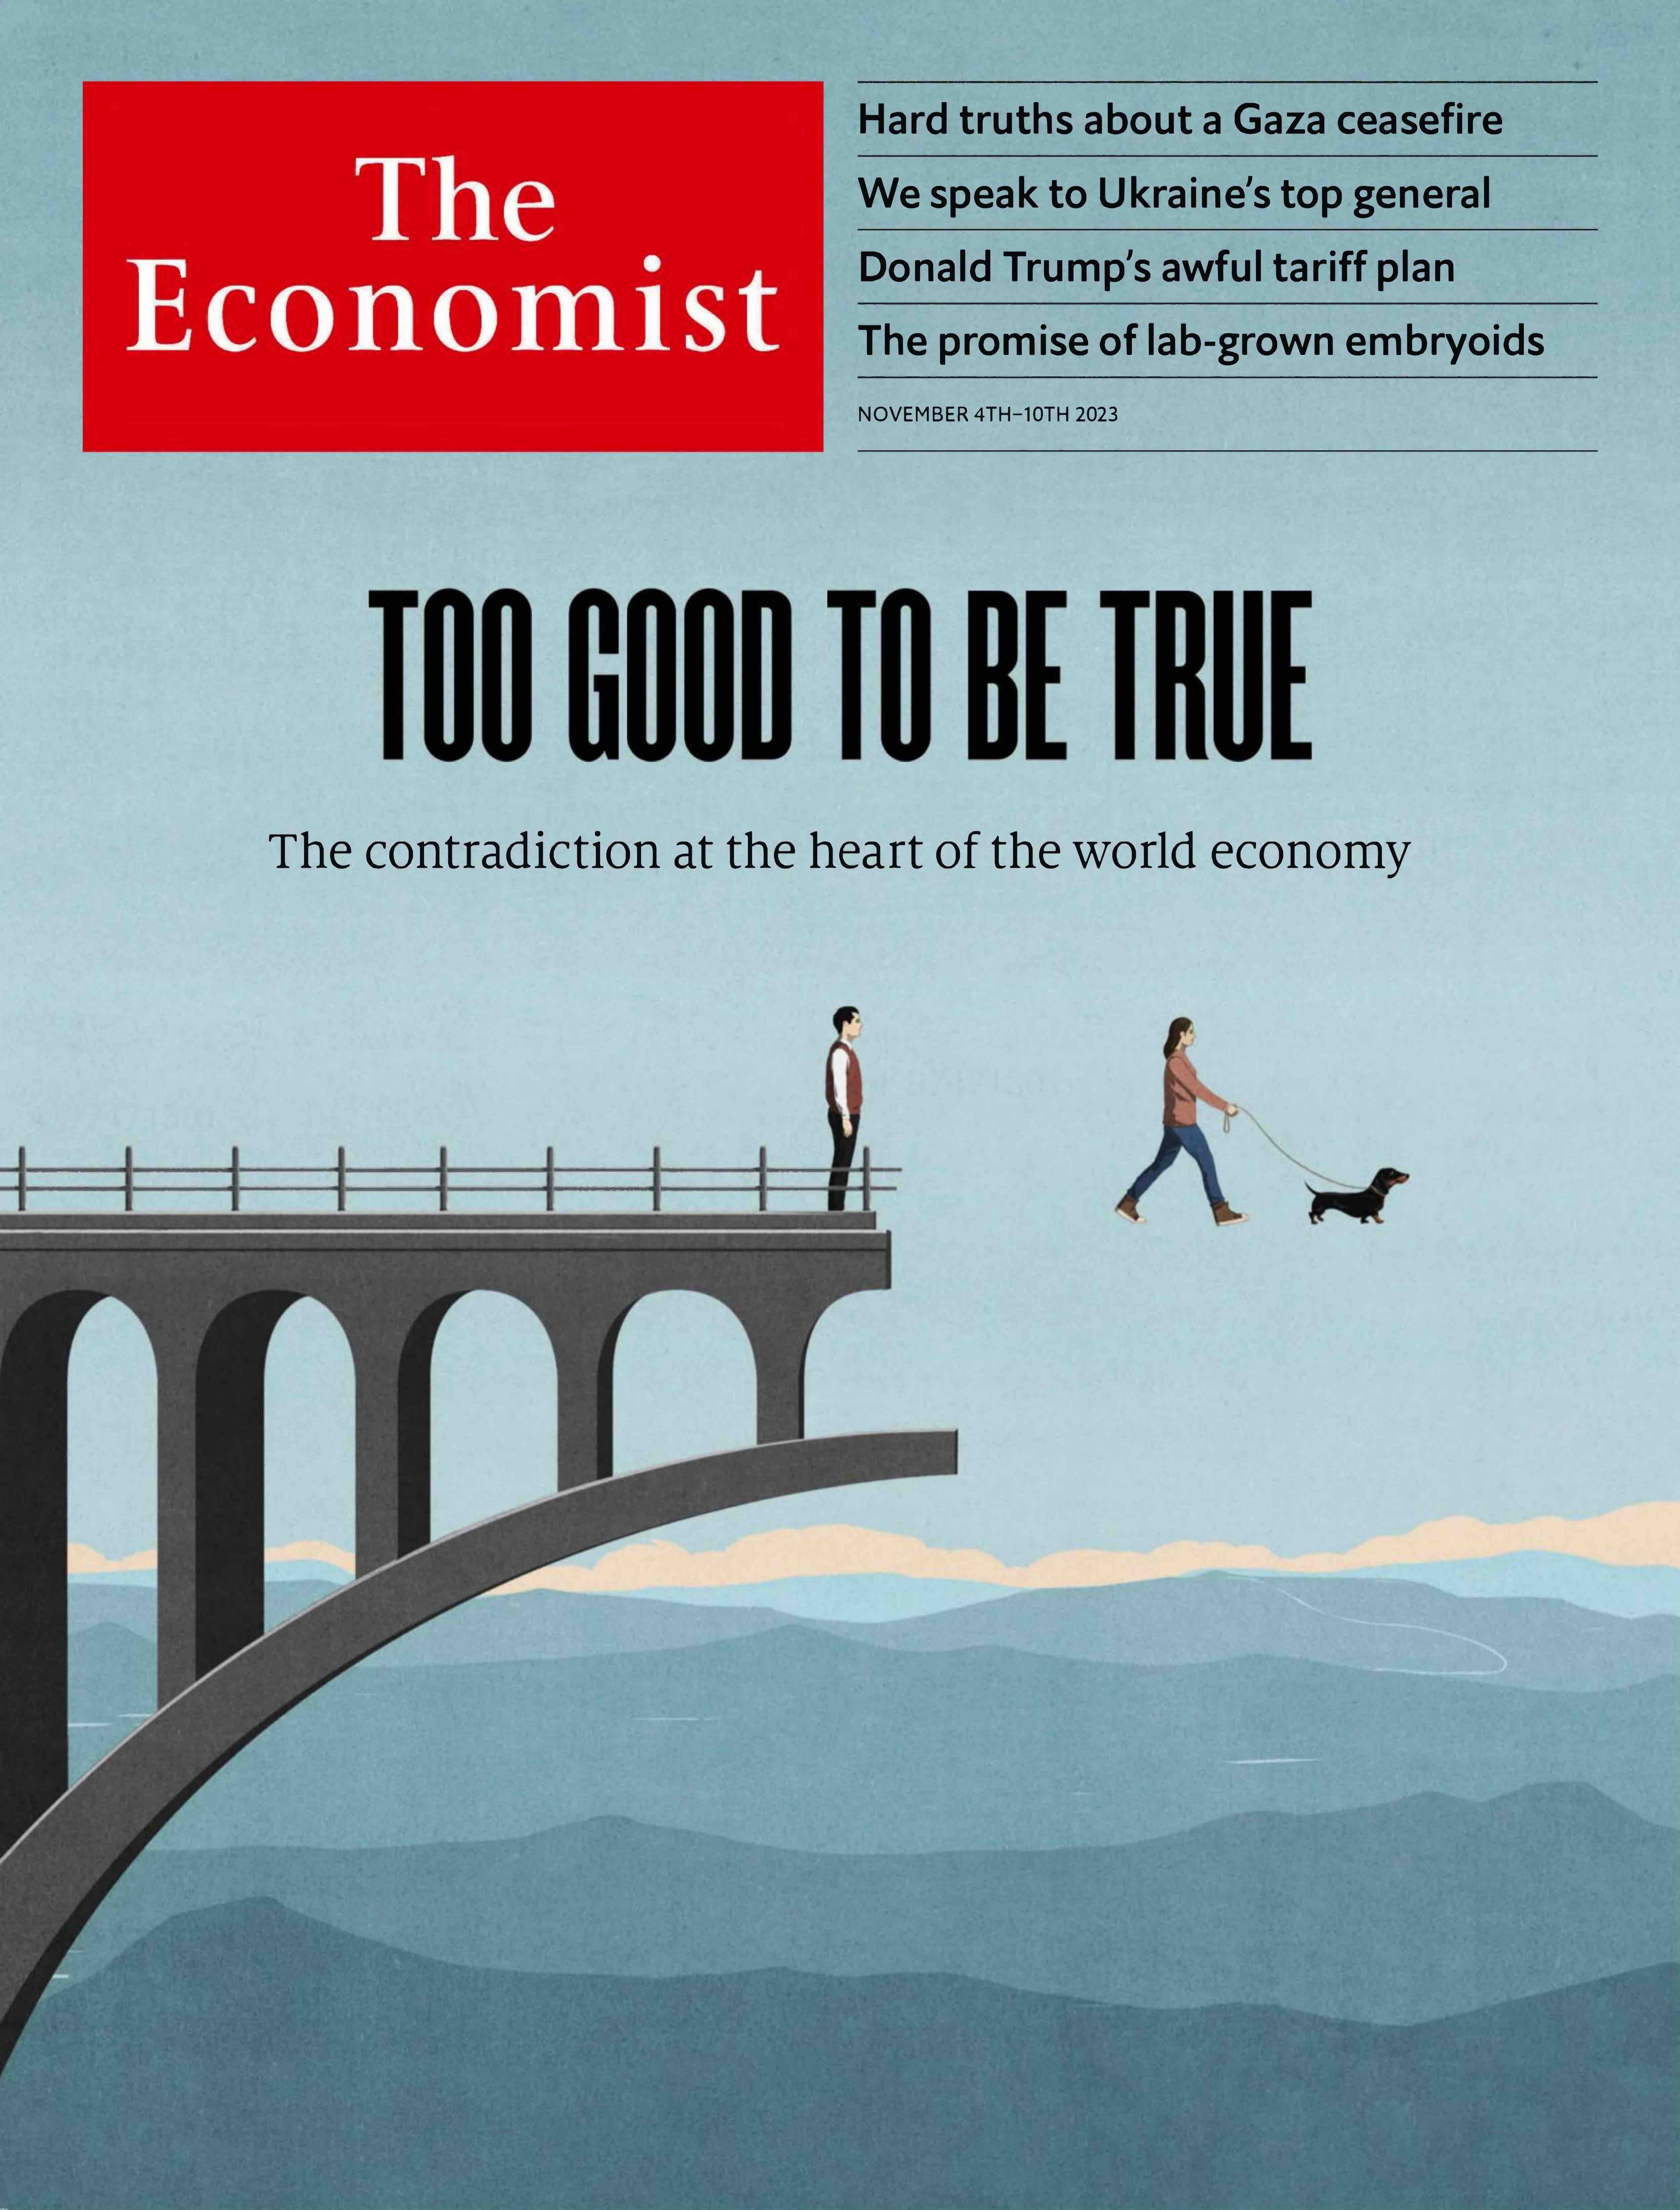 The
Economist
Hard truths about a Gaza ceasefire
We speak to Ukraine’s top general
Donald Trump’s awful tariff plan
The promise of lab-grown embryoids
NOVEMBER 4TH–10TH 2023
TOO GOOD TO BE TRUE
The contradiction at the heart of the world economy